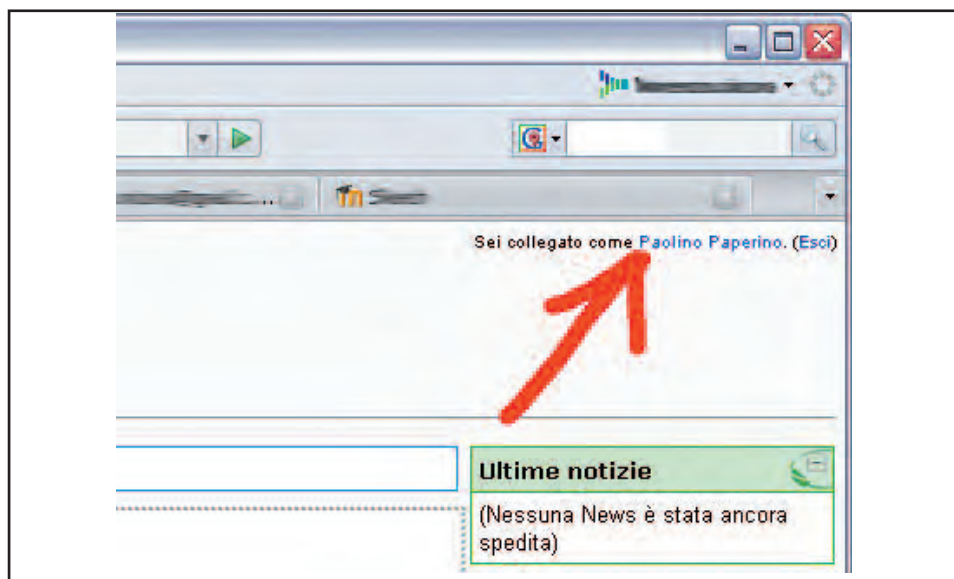 Sei collegato come Paolino Paperino. (Esci)
Ultime notizie
(Nessuna News è stata ancora
spedita)